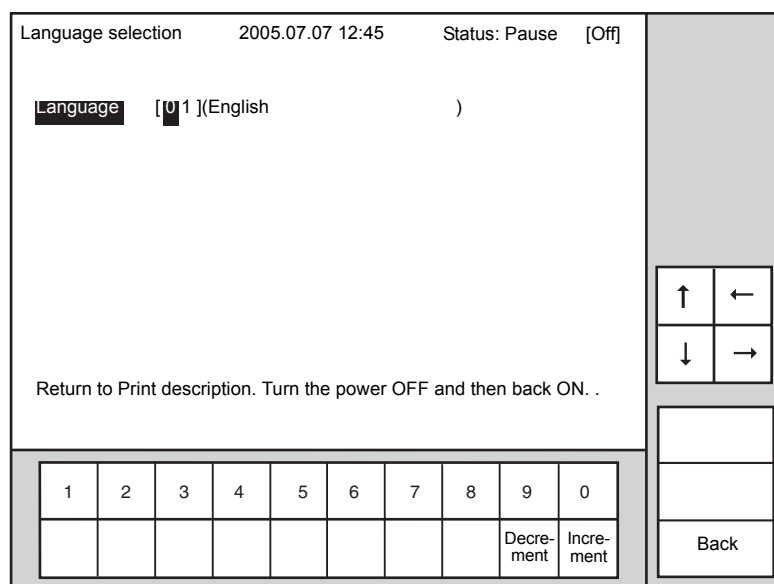 Language selection 2005.07.07 12:45 Status: Pause [Off]
Language [ 0 1 ](English )
↑ ←
↓ →
Return to Print description. Turn the power OFF and then back ON. .
1 2 3 4 5 6 7 8 9 0
Decre-
ment
Incre-
ment
Back